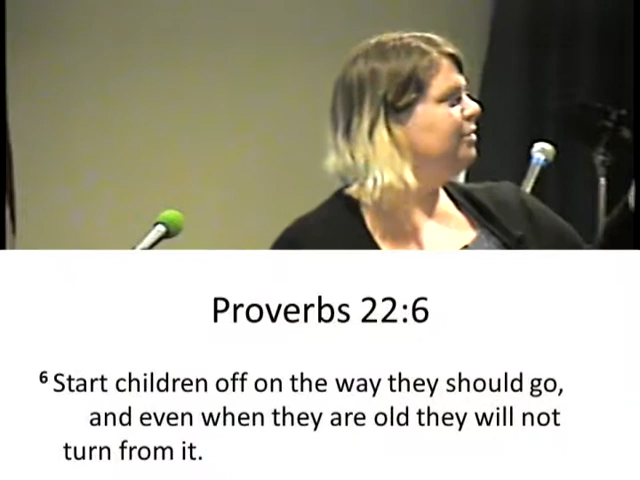 Proverbs 22:6
6 Start children off on the way they should go,
and even when they are old they will not
turn from it.